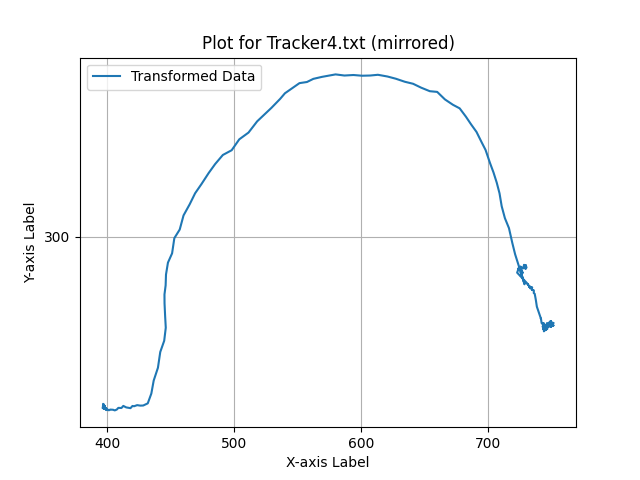 Plot for Tracker4.txt (mirrored)
Transformed Data
Y-axis Label
300
400 500 600 700
X-axis Label